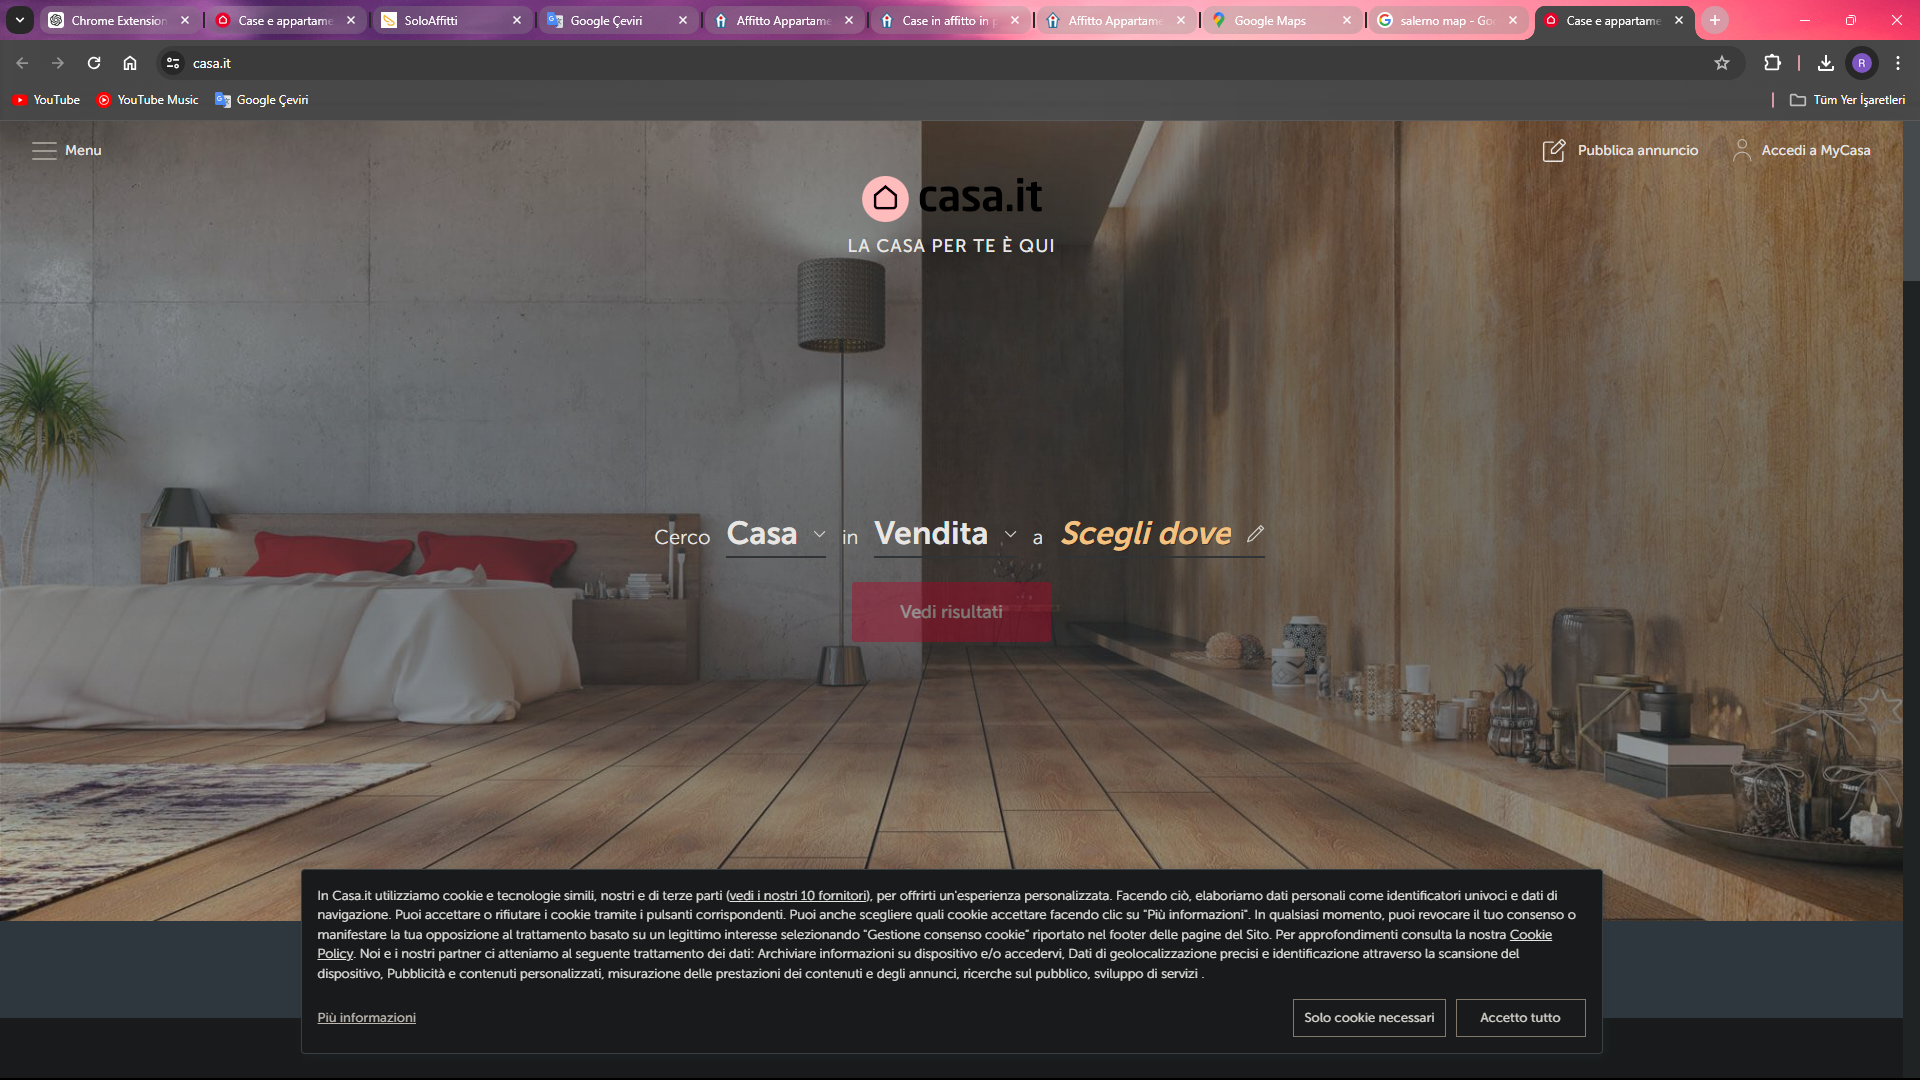 Chrome Extension
Case e appartame
SoloAffitti
Google Çeviri
Affitto Appartame
Case in affitto in p
Affitto Appartame
Google Maps
salerno map - Go
Case e appartame
casa.it
R
YouTube
YouTube Music
Google Çeviri
Tüm Yer İşaretleri
Menu
Pubblica annuncio
Accedi a MyCasa
casa.it
LA CASA PER TE È QUI
Cerco Casa in Vendita a Scegli dove
Vedi risultati
In Casa.it utilizziamo cookie e tecnologie simili, nostri e di terze parti (vedi i nostri 10 fornitori), per offrirti un'esperienza personalizzata. Facendo ciò, elaboriamo dati personali come identificatori univoci e dati di
navigazione. Puoi accettare o rifiutare i cookie tramite i pulsanti corrispondenti. Puoi anche scegliere quali cookie accettare facendo clic su "Più informazioni". In qualsiasi momento, puoi revocare il tuo consenso o
manifestare la tua opposizione al trattamento basato su un legittimo interesse selezionando "Gestione consenso cookie" riportato nel footer delle pagine del Sito. Per approfondimenti consulta la nostra Cookie
Policy. Noi e i nostri partner ci atteniamo al seguente trattamento dei dati: Archiviare informazioni su dispositivo e/o accedervi, Dati di geolocalizzazione precisi e identificazione attraverso la scansione del
dispositivo, Pubblicità e contenuti personalizzati, misurazione delle prestazioni dei contenuti e degli annunci, ricerche sul pubblico, sviluppo di servizi .
Più informazioni
Solo cookie necessari
Accetto tutto